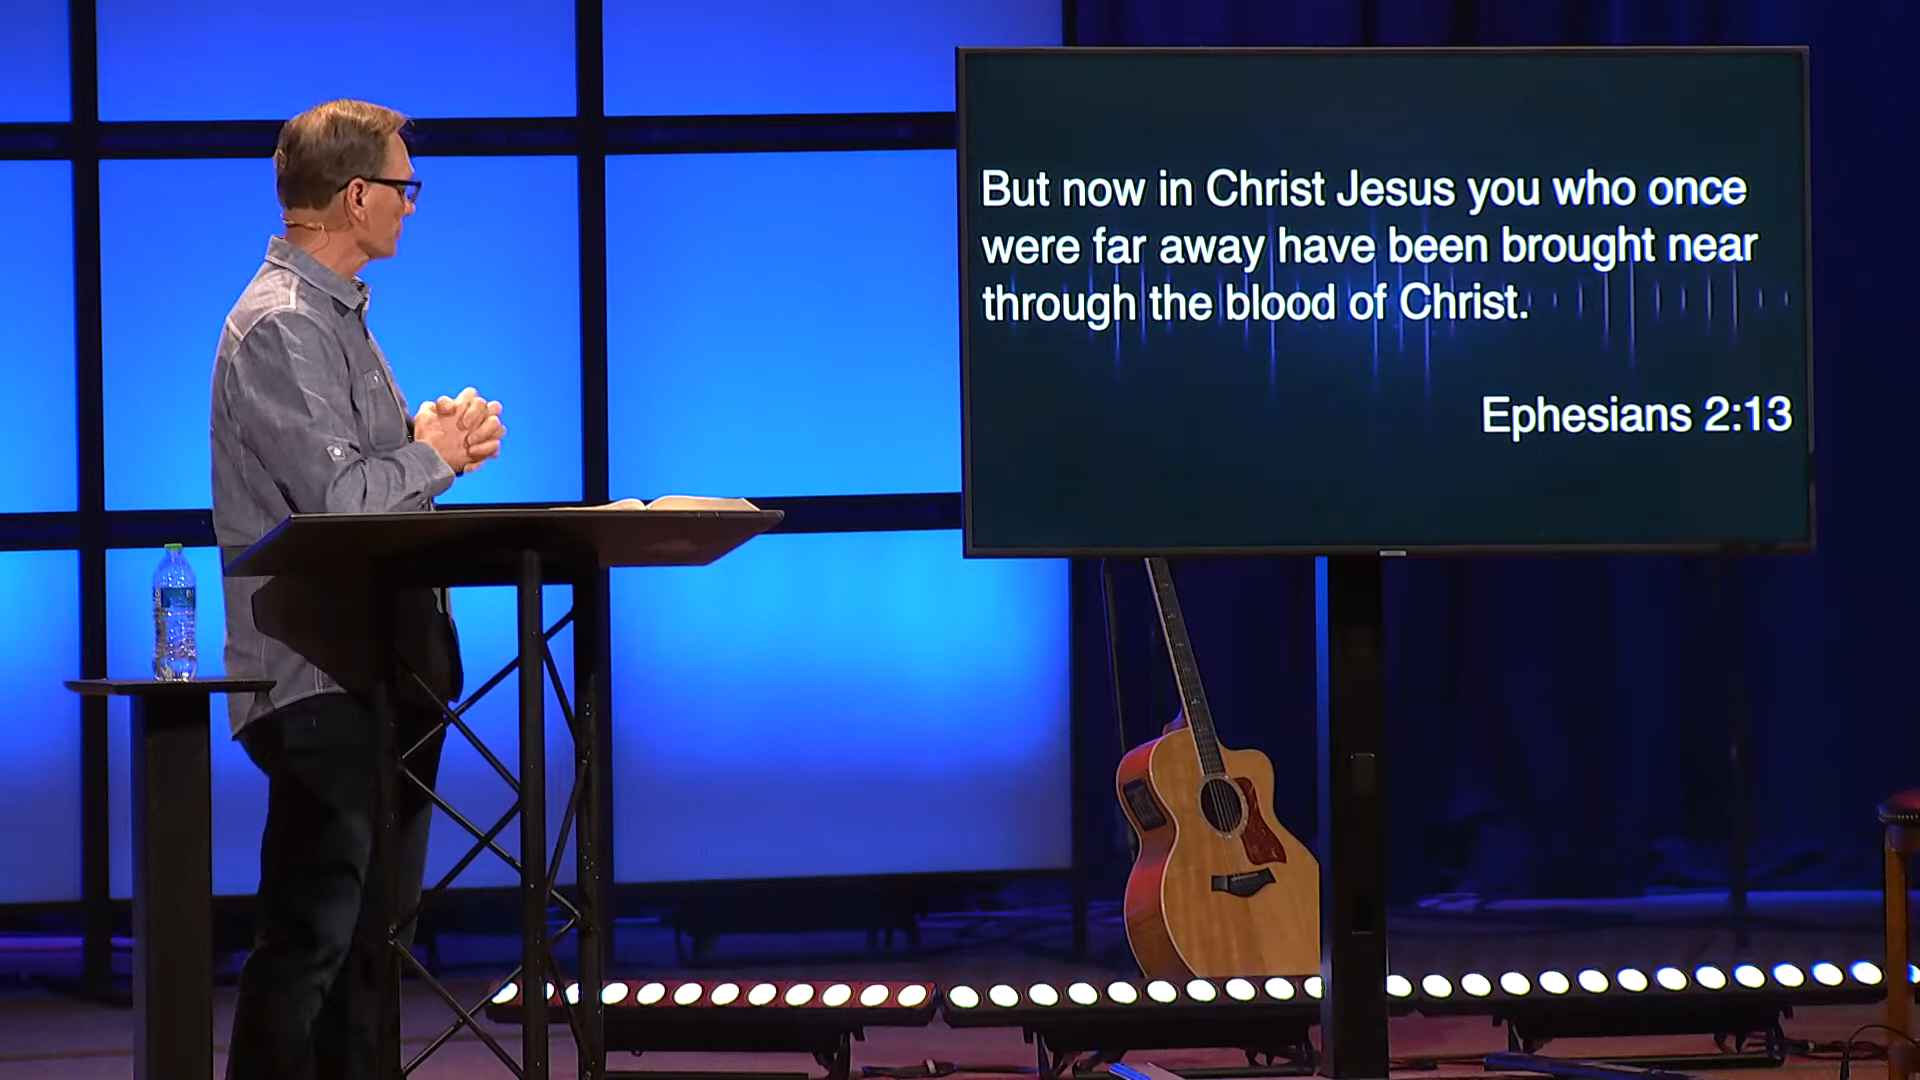 But now in Christ Jesus you who once
were far away have been brought near
through the blood of Christ.
Ephesians 2:13